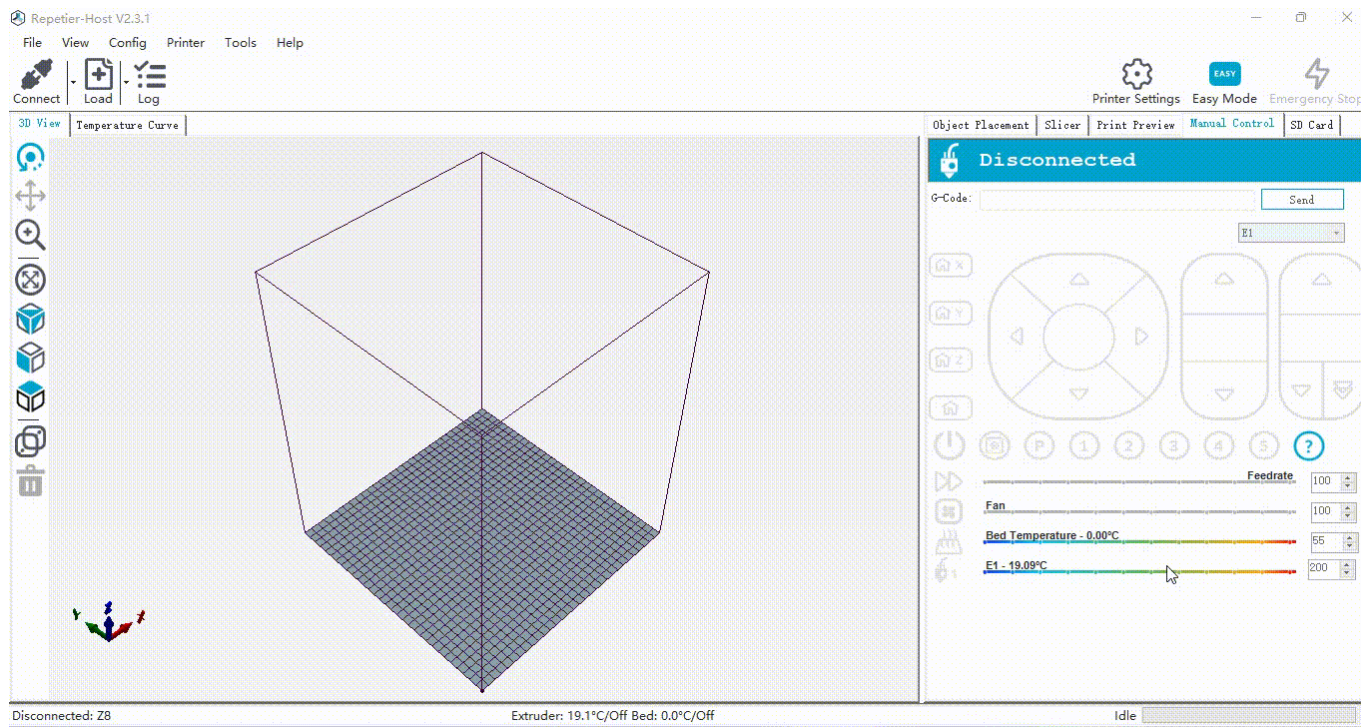 Repetier-Host V2.3.1
File View Config Printer Tools Help
Connect Load Log Printer Settings EASY Easy Mode Emergency Stop
3D View Temperature Curve Object Placement Slicer Print Preview Manual Control SD Card
Disconnected
G-Code: Send
E1
X
Y
Z
P 1 2 3 4 5 ?
Feedrate 100
Fan 100
Bed Temperature - 0.00°C 55
1 E1 - 19.09°C 200
Y Z X
Disconnected: Z8 Extruder: 19.1°C/Off Bed: 0.0°C/Off Idle